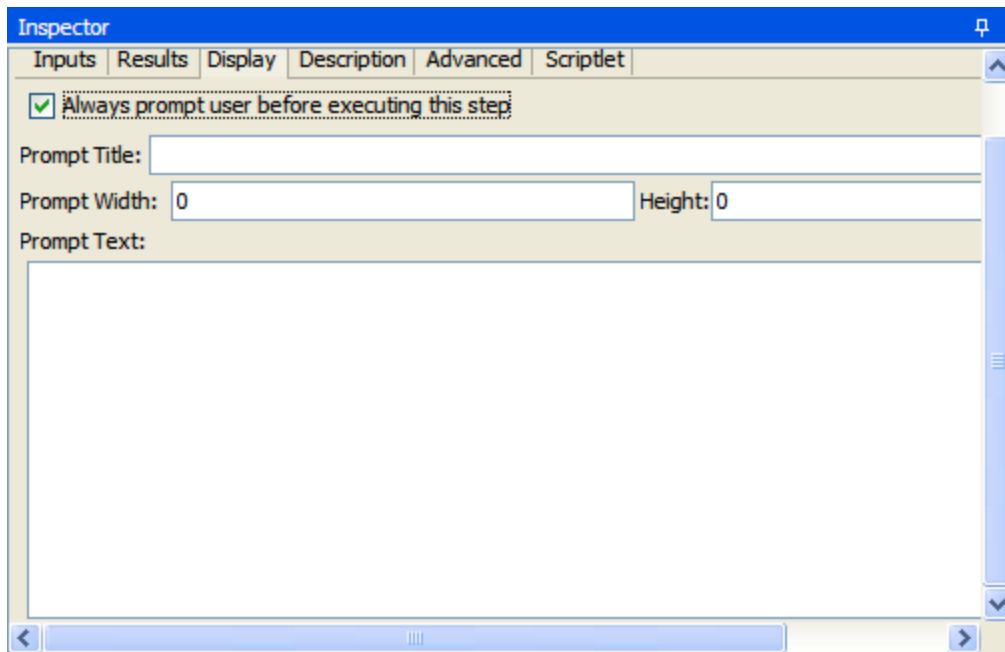 Inspector
Inputs Results Display Description Advanced Scriptlet
Always prompt user before executing this step
Prompt Title:
Prompt Width: 0 Height: 0
Prompt Text: